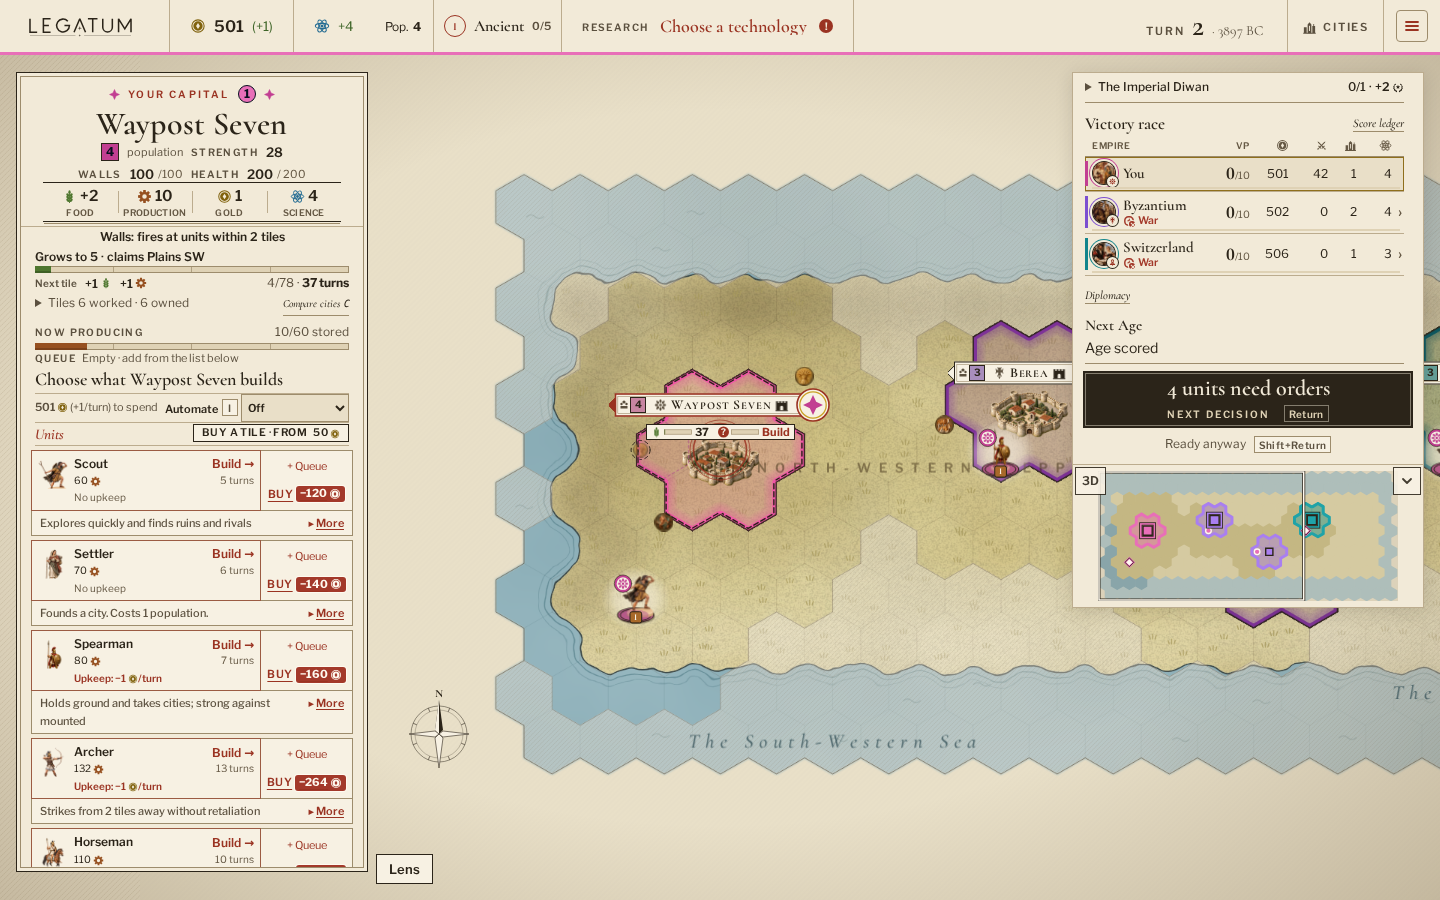 LEGATUM
501 (+1)
+4
Pop. 4
I Ancient 0/5
RESEARCH Choose a technology !
TURN 2 · 3897 BC
CITIES
YOUR CAPITAL 1
Waypost Seven
4 population STRENGTH 28
WALLS 100 /100 HEALTH 200 /200
+2 10 1 4
FOOD PRODUCTION GOLD SCIENCE
Walls: fires at units within 2 tiles
Grows to 5 · claims Plains SW
Next tile +1 +1 4/78 · 37 turns
Tiles 6 worked · 6 owned Compare cities C
NOW PRODUCING 10/60 stored
QUEUE Empty · add from the list below
Choose what Waypost Seven builds
501 (+1/turn) to spend Automate I Off
Units BUY A TILE · FROM 50
Scout Build → + Queue
60 5 turns
No upkeep BUY −120
Explores quickly and finds ruins and rivals ▸ More
Settler Build → + Queue
70 6 turns
No upkeep BUY −140
Founds a city. Costs 1 population. ▸ More
Spearman Build → + Queue
80 7 turns
Upkeep: −1 /turn BUY −160
Holds ground and takes cities; strong against ▸ More
mounted
Archer Build → + Queue
132 13 turns
Upkeep: −1 /turn BUY −264
Strikes from 2 tiles away without retaliation ▸ More
Horseman Build → + Queue
110 10 turns
Lens
N
4 WAYPOST SEVEN
37 ? Build
3 BEREA
NORTH-WESTERN
I
I
3
The South-Western Sea
The
The Imperial Diwan 0/1 · +2
Victory race Score ledger
EMPIRE VP
You 0/10 501 42 1 4
Byzantium 0/10 502 0 2 4 ›
War
Switzerland 0/10 506 0 1 3 ›
War
Diplomacy
Next Age
Age scored
4 units need orders
NEXT DECISION Return
Ready anyway Shift+Return
3D